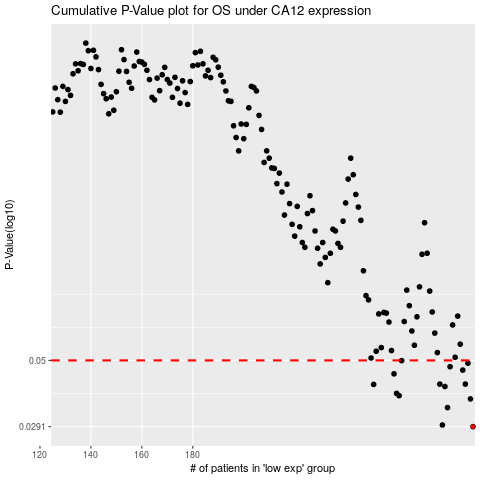 Cumulative P-Value plot for OS under CA12 expression
P-Value(log10)
0.05
0.0291
120 140 160 180
# of patients in 'low exp' group